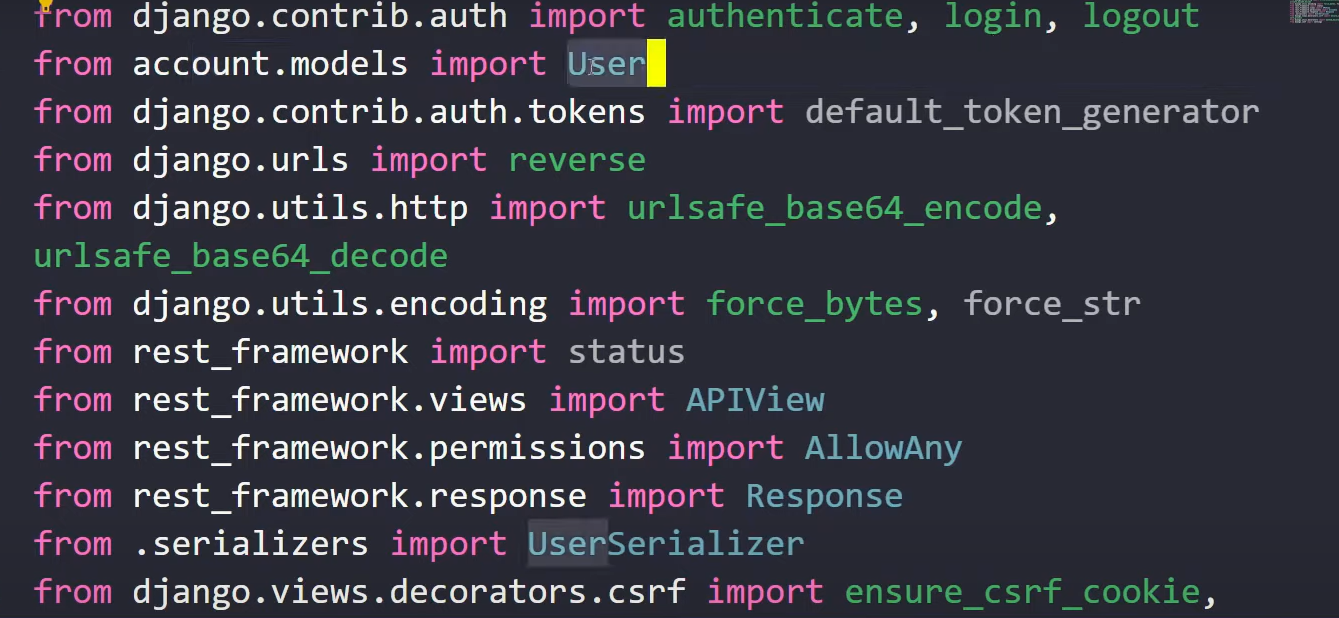 from django.contrib.auth import authenticate, login, logout
from account.models import User
from django.contrib.auth.tokens import default_token_generator
from django.urls import reverse
from django.utils.http import urlsafe_base64_encode,
urlsafe_base64_decode
from django.utils.encoding import force_bytes, force_str
from rest_framework import status
from rest_framework.views import APIView
from rest_framework.permissions import AllowAny
from rest_framework.response import Response
from .serializers import UserSerializer
from django.views.decorators.csrf import ensure_csrf_cookie,